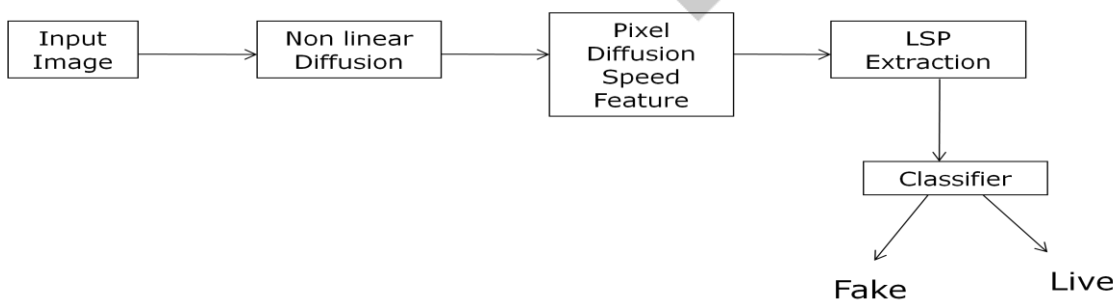 Input
Image
Non linear
Diffusion
Pixel
Diffusion
Speed
Feature
LSP
Extraction
Classifier
Fake
Live